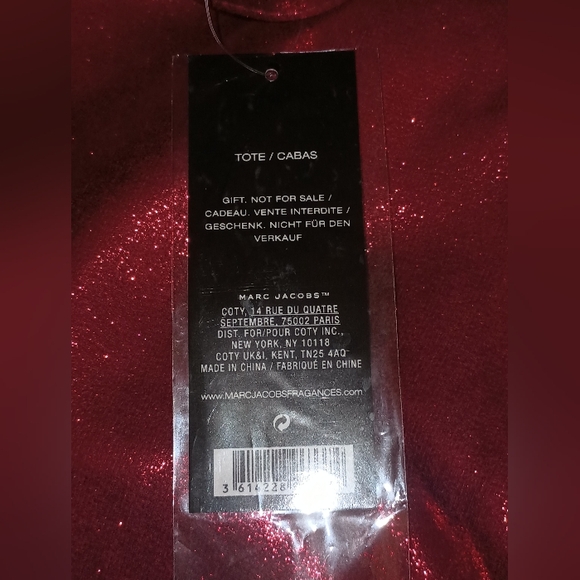 TOTE / CABAS
GIFT. NOT FOR SALE /
CADEAU. VENTE INTERDITE /
GESCHENK. NICHT FÜR DEN
VERKAUF
MARC JACOBS™
COTY, 14 RUE DU QUATRE
SEPTEMBRE, 75002 PARIS
DIST. FOR/POUR COTY INC.,
NEW YORK, NY 10118
COTY UK&I, KENT, TN25 4AQ
MADE IN CHINA / FABRIQUÉ EN CHINE
www.MARCJACOBSFRAGANCES.com
3 614228